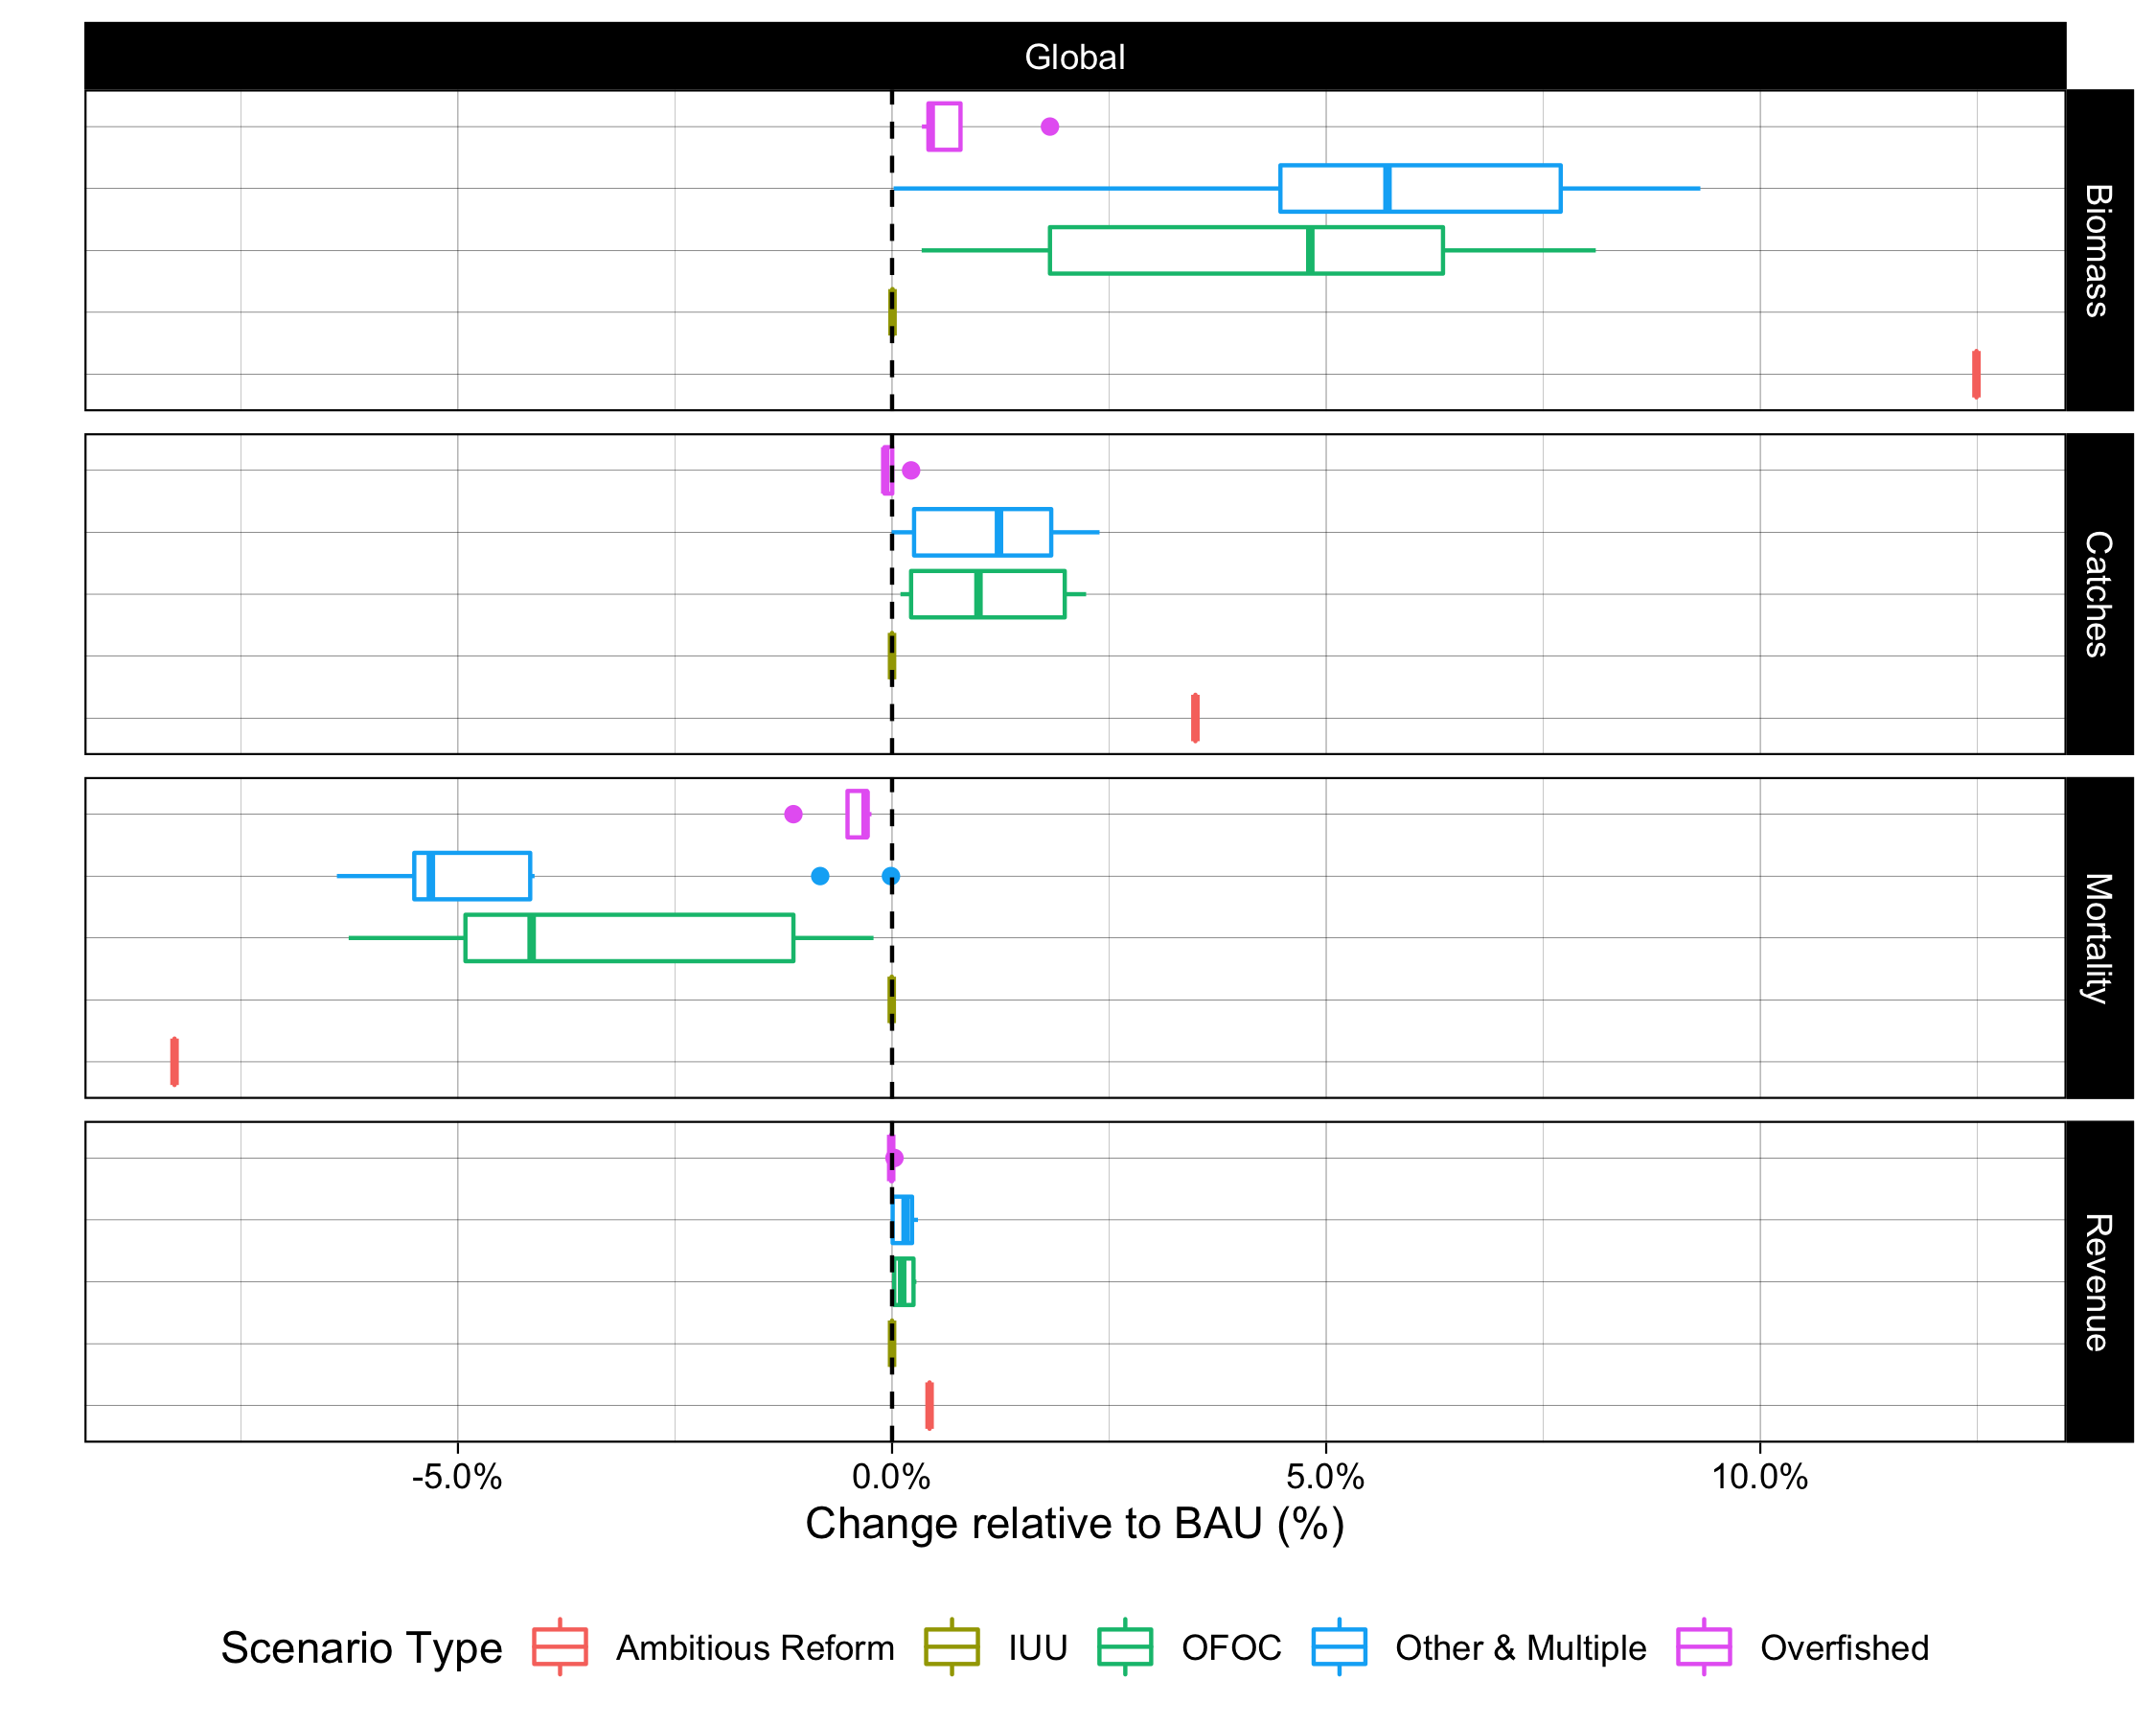 Global
Biomass
Catches
Mortality
Revenue
-5.0% 0.0% 5.0% 10.0%
Change relative to BAU (%)
Scenario Type Ambitious Reform IUU OFOC Other & Multiple Overfished